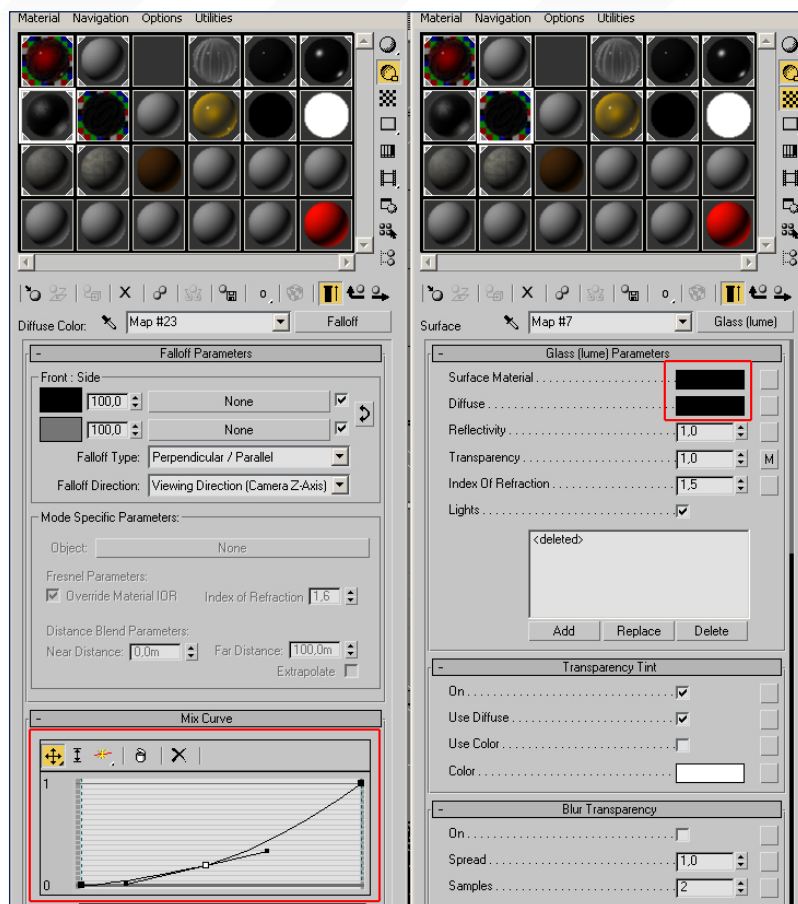 Material Navigation Options Utilities
Diffuse Color: Map #23 Falloff
- Falloff Parameters
Front : Side
100,0 None
100,0 None
Falloff Type: Perpendicular / Parallel
Falloff Direction: Viewing Direction (Camera Z-Axis)
Mode Specific Parameters:
Object: None
Fresnel Parameters:
Override Material IOR Index of Refraction 1,6
Distance Blend Parameters:
Near Distance: 0,0m Far Distance: 100,0m
Extrapolate
- Mix Curve
1
0
Material Navigation Options Utilities
Surface Map #7 Glass (lume)
- Glass (lume) Parameters
Surface Material
Diffuse
Reflectivity 1,0
Transparency 1,0 M
Index Of Refraction 1,5
Lights
<deleted>
Add Replace Delete
- Transparency Tint
On
Use Diffuse
Use Color
Color
- Blur Transparency
On
Spread 1,0
Samples 2